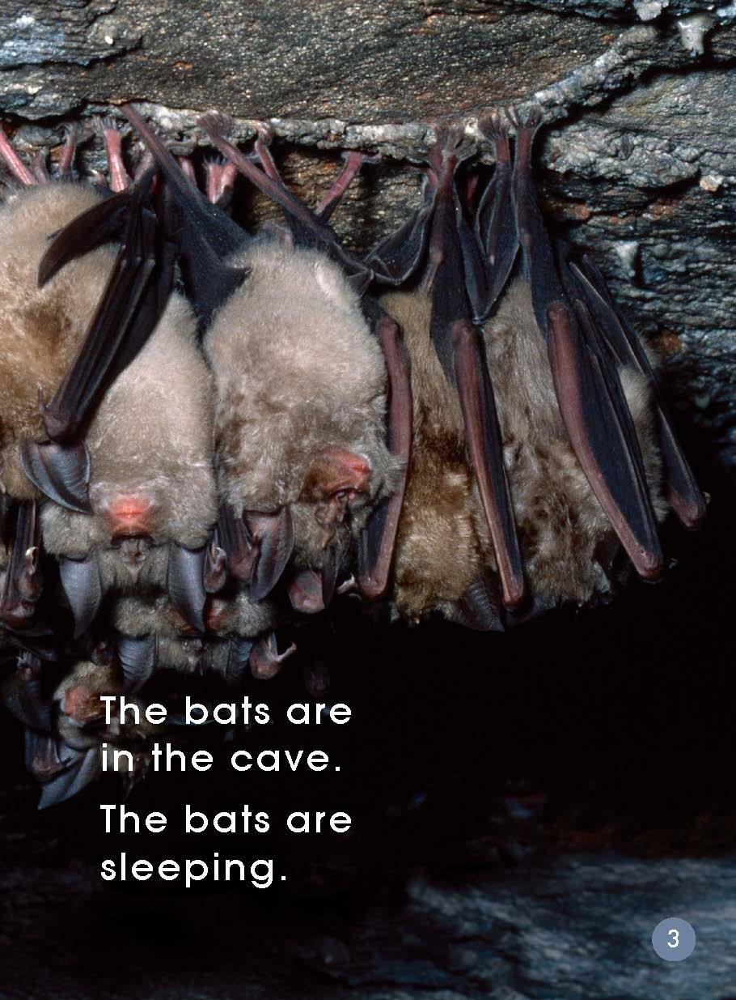 The bats are
in the cave.
The bats are
sleeping.
3